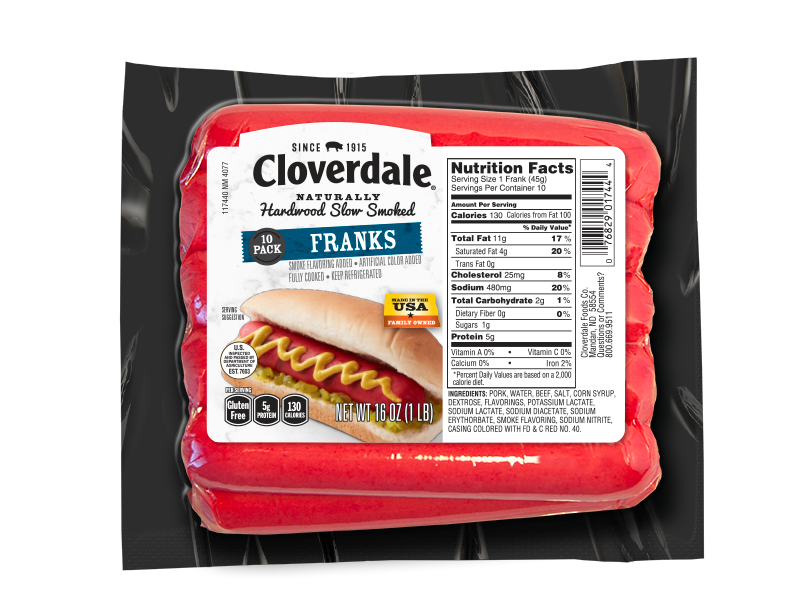 SINCE 1915
Cloverdale®
NATURALLY
Hardwood Slow Smoked
10 PACK
FRANKS
SMOKE FLAVORING ADDED • ARTIFICIAL COLOR ADDED
FULLY COOKED • KEEP REFRIGERATED
117440 NM 4077
SERVING
SUGGESTION
MADE IN THE
USA
FAMILY OWNED
U.S.
INSPECTED
AND PASSED BY
DEPARTMENT OF
AGRICULTURE
EST. 7693
PER SERVING
Gluten
Free
5g
PROTEIN
130
CALORIES
NET WT 16 OZ (1 LB)
Nutrition Facts
Serving Size 1 Frank (45g)
Servings Per Container 10
Amount Per Serving
Calories 130 Calories from Fat 100
% Daily Value*
Total Fat 11g 17 %
Saturated Fat 4g 20 %
Trans Fat 0g
Cholesterol 25mg 8%
Sodium 480mg 20%
Total Carbohydrate 2g 1 %
Dietary Fiber 0g 0%
Sugars 1g
Protein 5g
Vitamin A 0% • Vitamin C 0%
Calcium 0% • Iron 2%
*Percent Daily Values are based on a 2,000
calorie diet.
INGREDIENTS: PORK, WATER, BEEF, SALT, CORN SYRUP,
DEXTROSE, FLAVORINGS, POTASSIUM LACTATE,
SODIUM LACTATE, SODIUM DIACETATE, SODIUM
ERYTHORBATE, SMOKE FLAVORING, SODIUM NITRITE,
CASING COLORED WITH FD & C RED NO. 40.
0 76829 01744 4
Cloverdale Foods Co.
Mandan, ND 58554
Questions or Comments?
800.669.9511